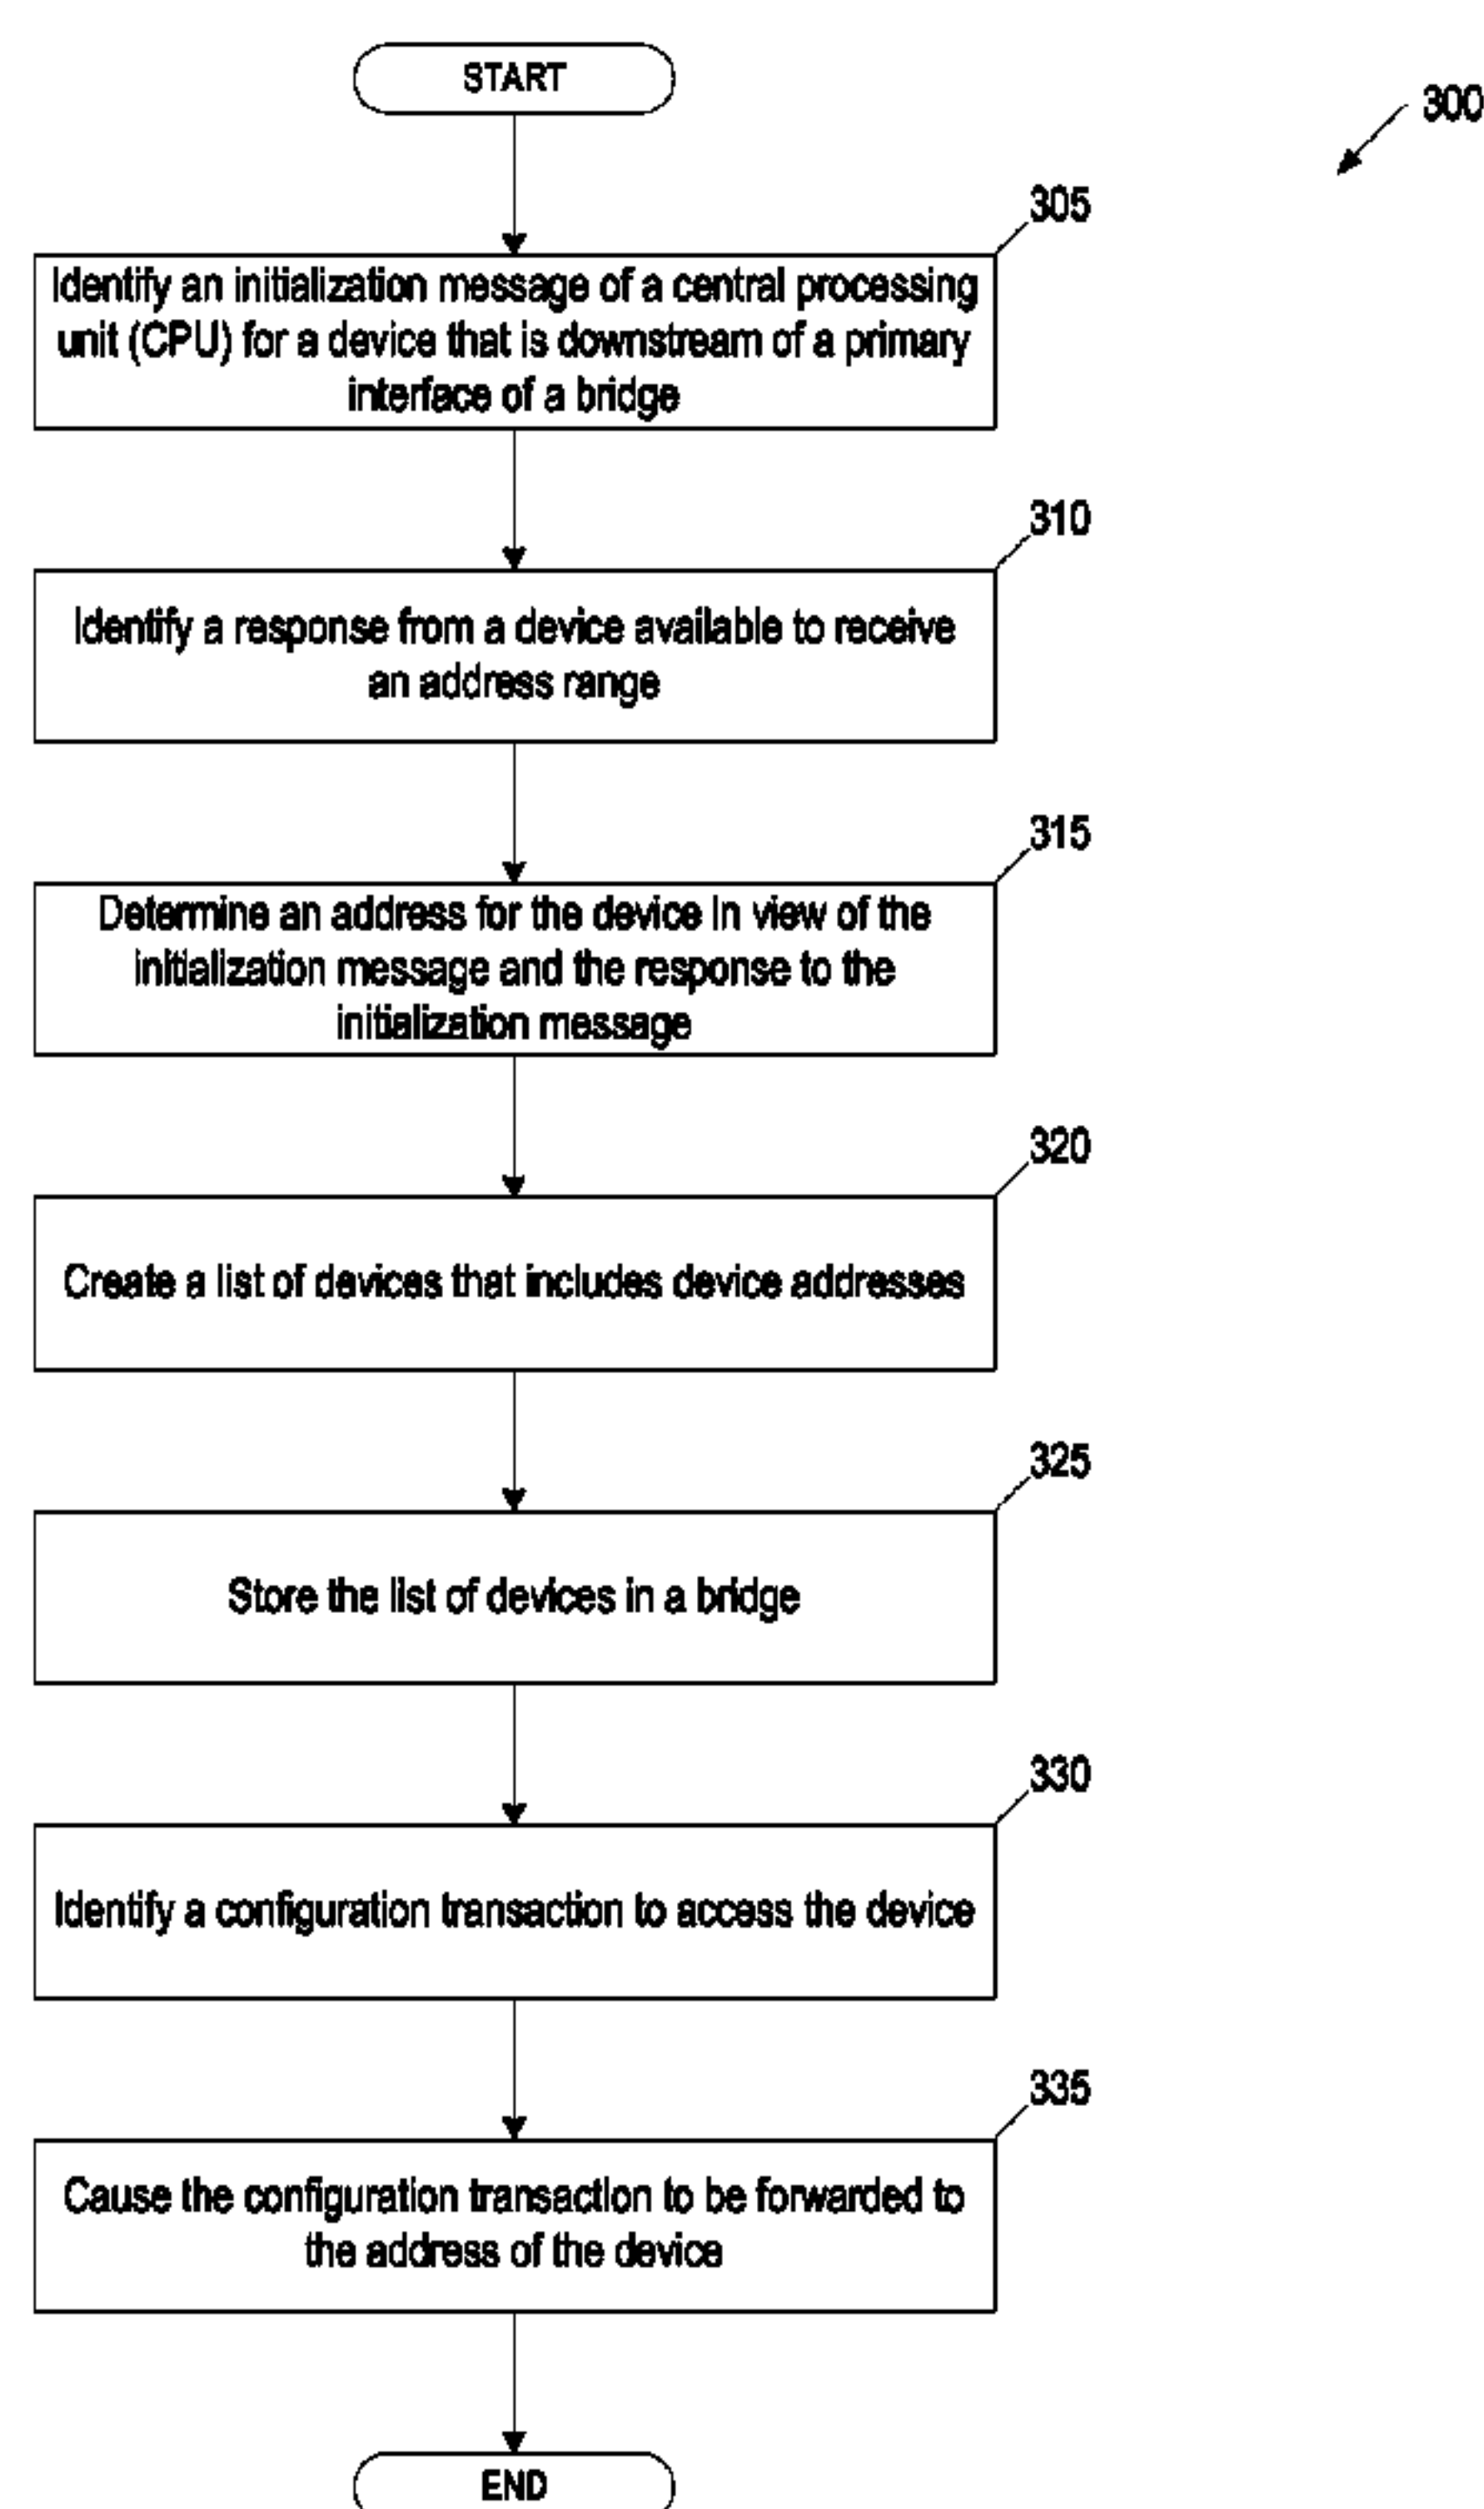 START
300
305
Identify an initialization message of a central processing
unit (CPU) for a device that is downstream of a primary
interface of a bridge
310
Identify a response from a device available to receive
an address range
315
Determine an address for the device in view of the
initialization message and the response to the
initialization message
320
Create a list of devices that includes device addresses
325
Store the list of devices in a bridge
330
Identify a configuration transaction to access the device
335
Cause the configuration transaction to be forwarded to
the address of the device
END